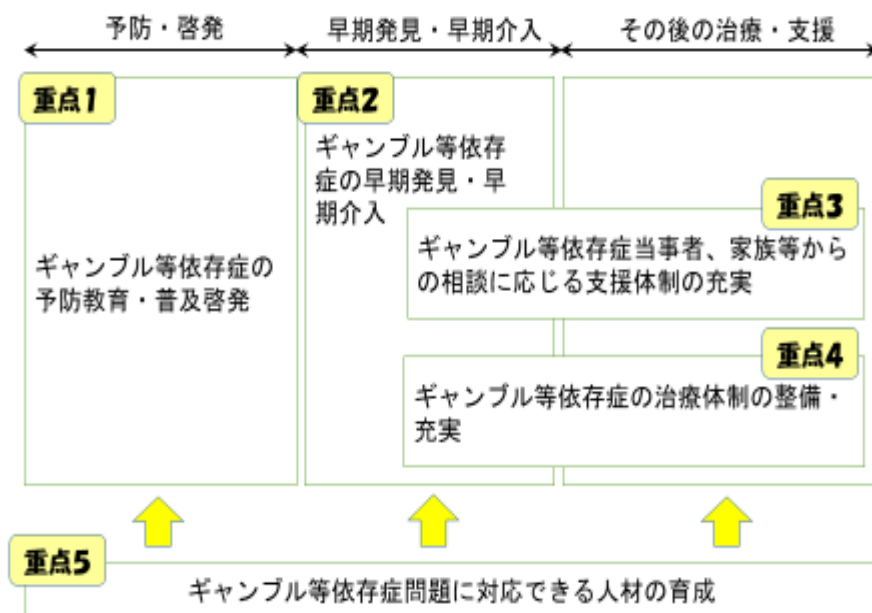 予防・啓発
早期発見・早期介入
その後の治療・支援
重点1
ギャンブル等依存症の
予防教育・普及啓発
重点2
ギャンブル等依存
症の早期発見・早
期介入
重点3
ギャンブル等依存症当事者、家族等から
の相談に応じる支援体制の充実
重点4
ギャンブル等依存症の治療体制の整備・
充実
重点5
ギャンブル等依存症問題に対応できる人材の育成